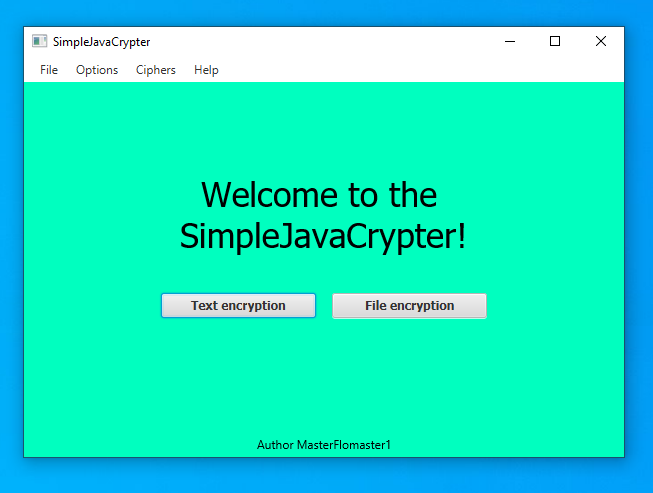 SimpleJavaCrypter
File Options Ciphers Help
Welcome to the
SimpleJavaCrypter!
Text encryption File encryption
Author MasterFlomaster1